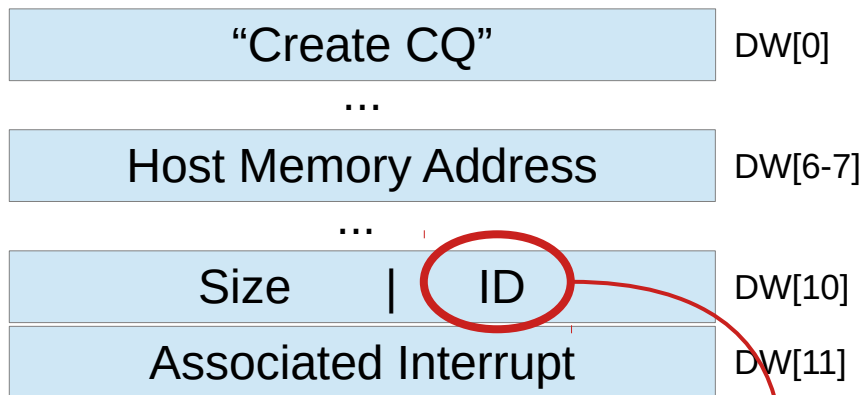 “Create CQ” DW[0]
...
Host Memory Address DW[6-7]
...
Size | ID DW[10]
Associated Interrupt DW[11]